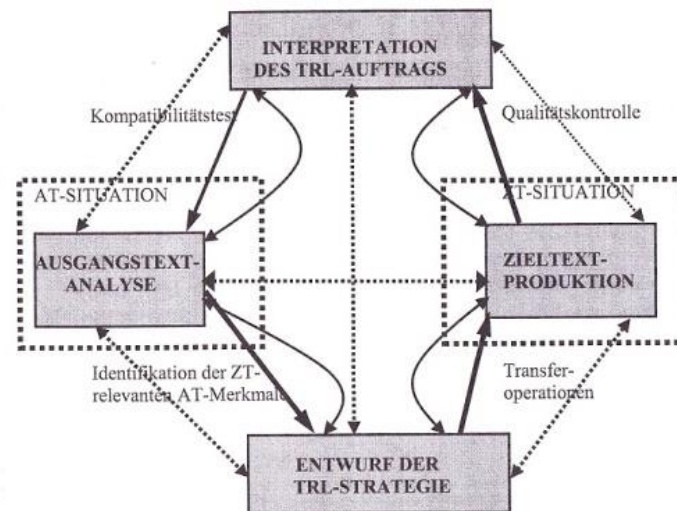 INTERPRETATION
DES TRL-AUFTRAGS
Kompatibilitätstest
Qualitätskontrolle
AT-SITUATION
ZT-SITUATION
AUSGANGSTEXT-
ANALYSE
ZIELTEXT-
PRODUKTION
Identifikation der ZT-
relevanten AT-Merkmale
Transfer-
operationen
ENTWURF DER
TRL-STRATEGIE